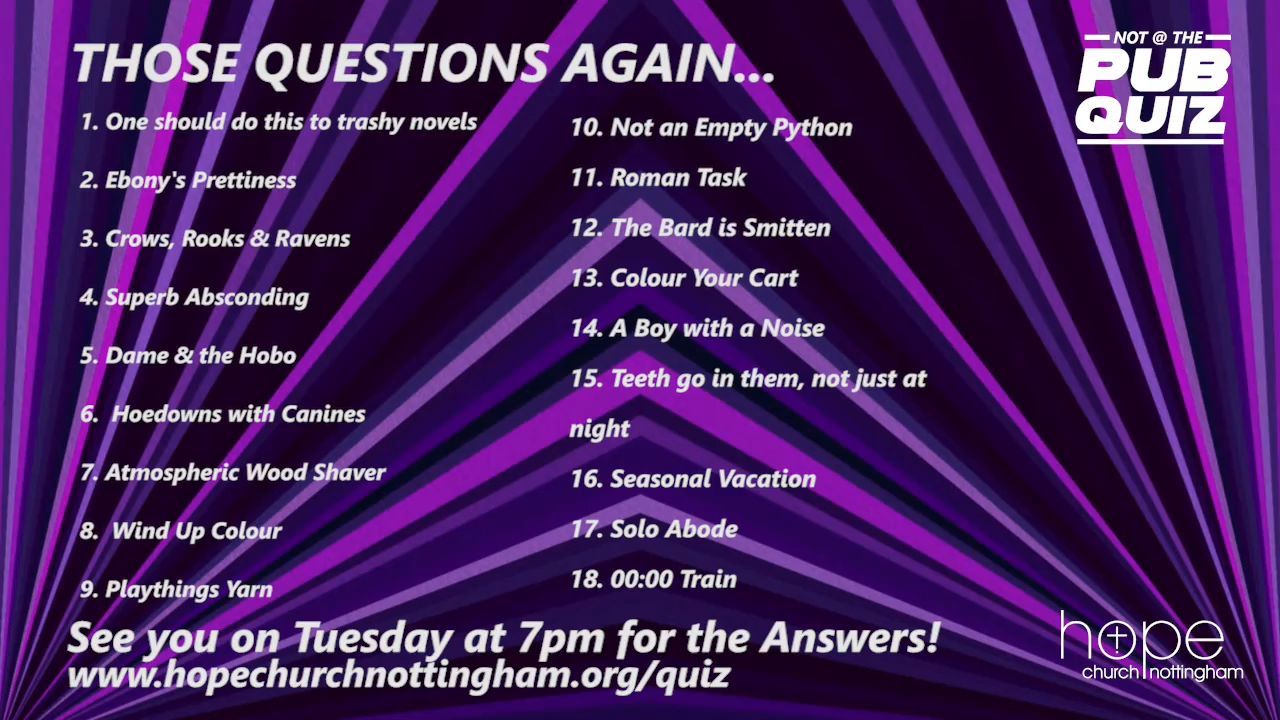 THOSE QUESTIONS AGAIN...
NOT @ THE
PUB
QUIZ
1. One should do this to trashy novels
2. Ebony's Prettiness
3. Crows, Rooks & Ravens
4. Superb Absconding
5. Dame & the Hobo
6. Hoedowns with Canines
7. Atmospheric Wood Shaver
8. Wind Up Colour
9. Playthings Yarn
10. Not an Empty Python
11. Roman Task
12. The Bard is Smitten
13. Colour Your Cart
14. A Boy with a Noise
15. Teeth go in them, not just at
night
16. Seasonal Vacation
17. Solo Abode
18. 00:00 Train
See you on Tuesday at 7pm for the Answers!
www.hopechurchnottingham.org/quiz
hope
church nottingham